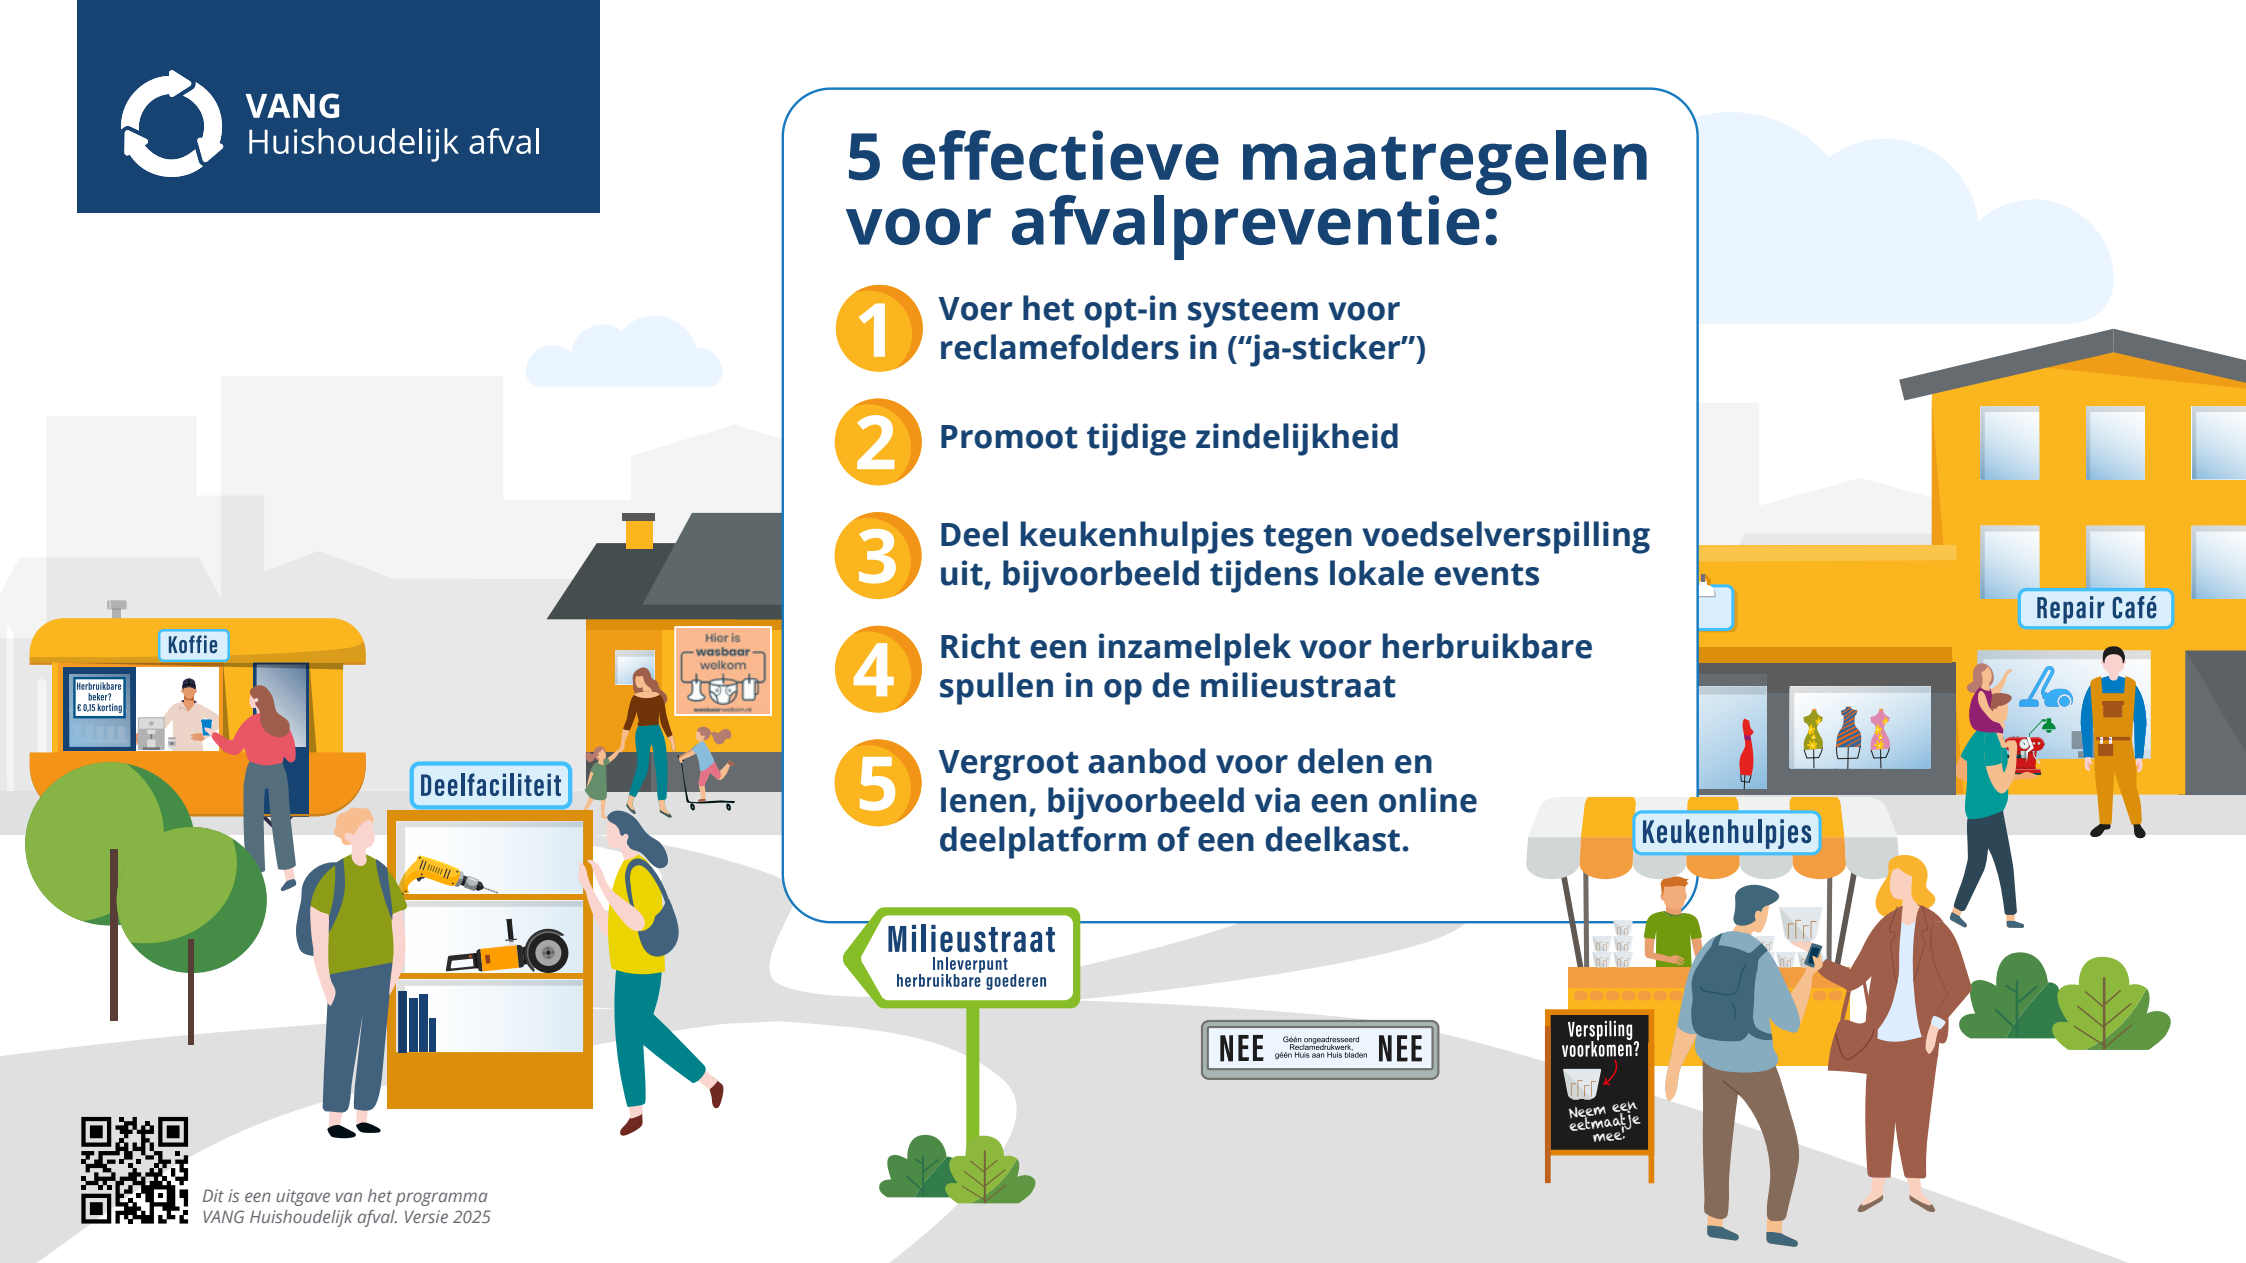 VANG
Huishoudelijk afval
5 effectieve maatregelen
voor afvalpreventie:
1
Voer het opt-in systeem voor
reclamefolders in (“ja-sticker”)
2
Promoot tijdige zindelijkheid
3
Deel keukenhulpjes tegen voedselverspilling
uit, bijvoorbeeld tijdens lokale events
4
Richt een inzamelplek voor herbruikbare
spullen in op de milieustraat
5
Vergroot aanbod voor delen en
lenen, bijvoorbeeld via een online
deelplatform of een deelkast.
Koffie
Herbruikbare
beker?
€ 0,15 korting
Hier is
wasbaar
welkom
wasbaarwelkom.nl
Deelfaciliteit
Repair Café
Keukenhulpjes
Milieustraat
Inleverpunt
herbruikbare goederen
NEE
Géén ongeadresseerd
Reclamedrukwerk,
géén Huis aan Huis bladen
NEE
Verspiling
voorkomen?
Neem een
eetmaatje
mee!
Dit is een uitgave van het programma
VANG Huishoudelijk afval. Versie 2025